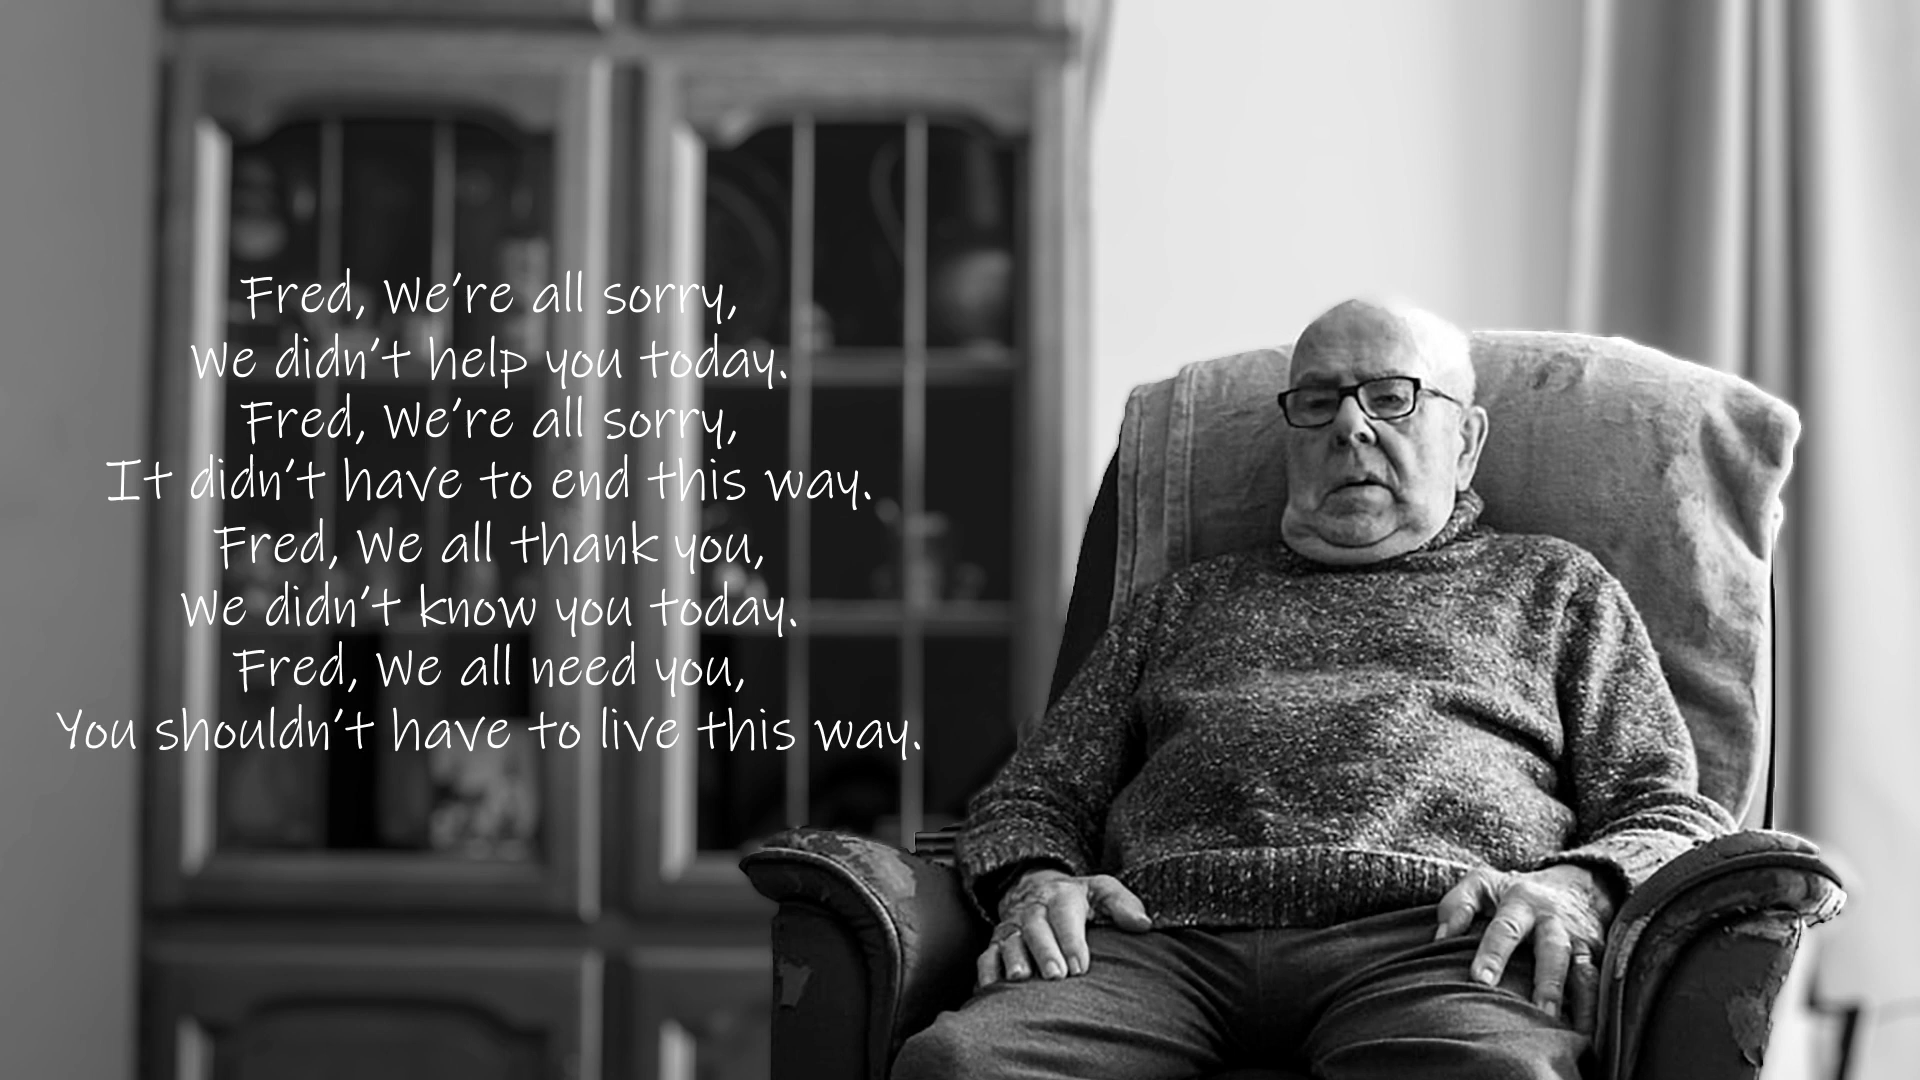 Fred, We're all sorry,
We didn't help you today.
Fred, We're all sorry,
It didn't have to end this way.
Fred, We all thank you,
We didn't know you today.
Fred, We all need you,
You shouldn't have to live this way.